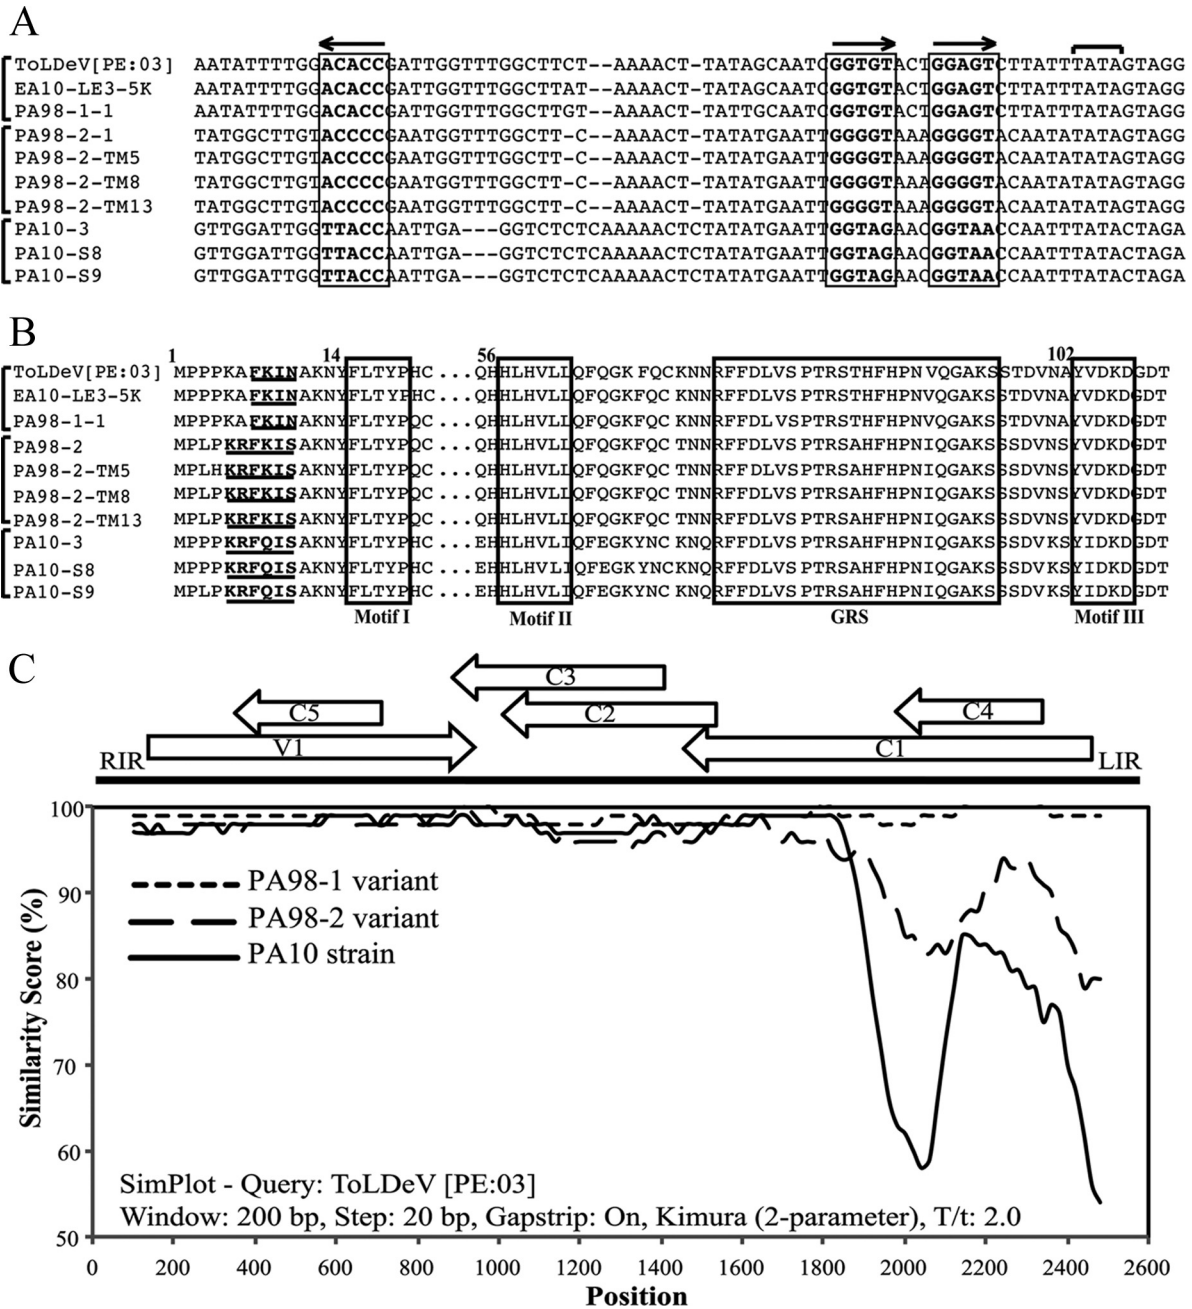 A
ToLDeV[PE:03] AATATTTTGGACACCGATTGGTTTGGCTTCT--AAAACT-TATAGCAATCGGTGTACTGGAGTCTTATTTATAGTAGG
EA10-LE3-5K AATATTTTGGACACCGATTGGTTTGGCTTAT--AAAACT-TATTGCAATCGGTGTACTGGAGTCTTATTTATAGTAGG
PA98-1-1 AATATTTTGGACACCGATTGGTTTGGCTTGT--AAAACT-TATTGCAATCGGTGTACTGGAGTCTTATTTATAGTAGG
PA98-2-1 TATGGCTTGTACCCCGAATGGTTTGGCTT-C--AAAACT-TATATGAATTGGGGTAAAGGGGTACAATATATAGTAGG
PA98-2-TM5 TATGGCTTGTACCCCGAATGGTTTGGCTT-C--AAAACT-TATATGAATTGGGGTAAAGGGGTACAATATATAGTAGG
PA98-2-TM8 TATGGCTTGTACCCCGAATGGTTTGGCTT-C--AAAACT-TATATGAATTGGGGTAAAGGGGTACAATATATAGTAGG
PA98-2-TM13 TATGGCTTGTACCCCGAATGGTTTGGCTT-C--AAAACT-TATATGAATTGGGGTAAAGGGGTACAATATATAGTAGG
PA10-3 GTTGGATTGGTTACCAATTGA---GGTCTCTCAAAAACTCTATATGAATTGGTAGAACGGTAACCAATTTATACTAGA
PA10-S8 GTTGGATTGGTTACCAATTGA---GGTCTCTCAAAAACTCTATATGAATTGGTAGAACGGTAACCAATTTATACTAGA
PA10-S9 GTTGGATTGGTTACCAATTGA---GGTCTCTCAAAAACTCTATATGAATTGGTAGAACGGTAACCAATTTATACTAGA
B
1 14 56 102
ToLDeV[PE:03] MPPPKAFKINAKNYFLTYPHC...QHHLHVLLQFQGKFQCKNNRFFDLVSPTRSTHFHPNVQGAKSSTDVNAYVDKDGDT
EA10-LE3-5K MPPPKAFKINAKNYFLTYPHC...QHHLHVLIQFQGKFQCKNNRFFDLVSPTRSTHFHPNVQGAKSSTDVNAYVDKDGDT
PA98-1-1 MPPPKAFKINAKNYFLTYPQC...QHHLHVLIQFQGKFQCKNNRFFDLVSPTRSTHFHPNIQGAKSSTDVNAYVDKDGDT
PA98-2 MPLPKRFKISAKNYFLTYPQC...QHHLHVLIQFQGKFQCTNNRFFDLVSPTRSAHFHPNIQGAKSSSDVNSYVDKDGDT
PA98-2-TM5 MPLHKRFKISAKNYFLTYPQC...QHHLHVLIQFQGKFQCTNNRFFDLVSPTRSAHFHPNIQGAKSSSDVNSYVDKDGDT
PA98-2-TM8 MPLPKRFKISAKNYFLTYPQC...QHHLHVLIQFQGKFQCTNNRFFDLVSPTRSAHFHPNIQGAKSSSDVNSYVDKDGDT
PA98-2-TM13 MPLPKRFKISAKNYFLTYPQC...QHHLHVLIQFQGKFQCTNNRFFDLVSPTRSAHFHPNIQGAKSSSDVNSYVDKDGDT
PA10-3 MPPPKRFQISAKNYFLTYPHC...EHHLHVLIQFEGKYNCKNQRFFDLVSPTRSAHFHPNIQGAKSSSDVKSYIDKDGDT
PA10-S8 MPPPKRFQISAKNYFLTYPHC...EHHLHVLIQFEGKYNCKNQRFFDLVSPTRSAHFHPNIQGAKSSSDVKSYIDKDGDT
PA10-S9 MPLPKRFQISAKNYFLTYPHC...EHHLHVLIQFEGKYNCKNQRFFDLVSPTRSAHFHPNIQGAKSSSDVKSYIDKDGDT
Motif I Motif II GRS Motif III
C
C3
C5 C2 C4
V1 C1
RIR LIR
100
90
80
70
60
50
Similarity Score (%)
PA98-1 variant
PA98-2 variant
PA10 strain
SimPlot - Query: ToLDeV [PE:03]
Window: 200 bp, Step: 20 bp, Gapstrip: On, Kimura (2-parameter), T/t: 2.0
0 200 400 600 800 1000 1200 1400 1600 1800 2000 2200 2400 2600
Position